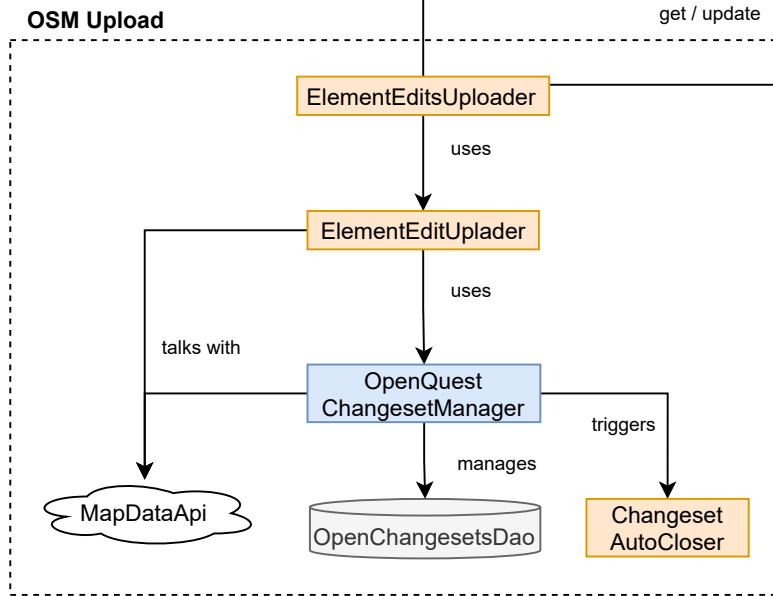 OSM Upload
get / update
ElementEditsUploader
uses
ElementEditUplader
uses
talks with
OpenQuest
ChangesetManager
triggers
manages
MapDataApi
OpenChangesetsDao
Changeset
AutoCloser